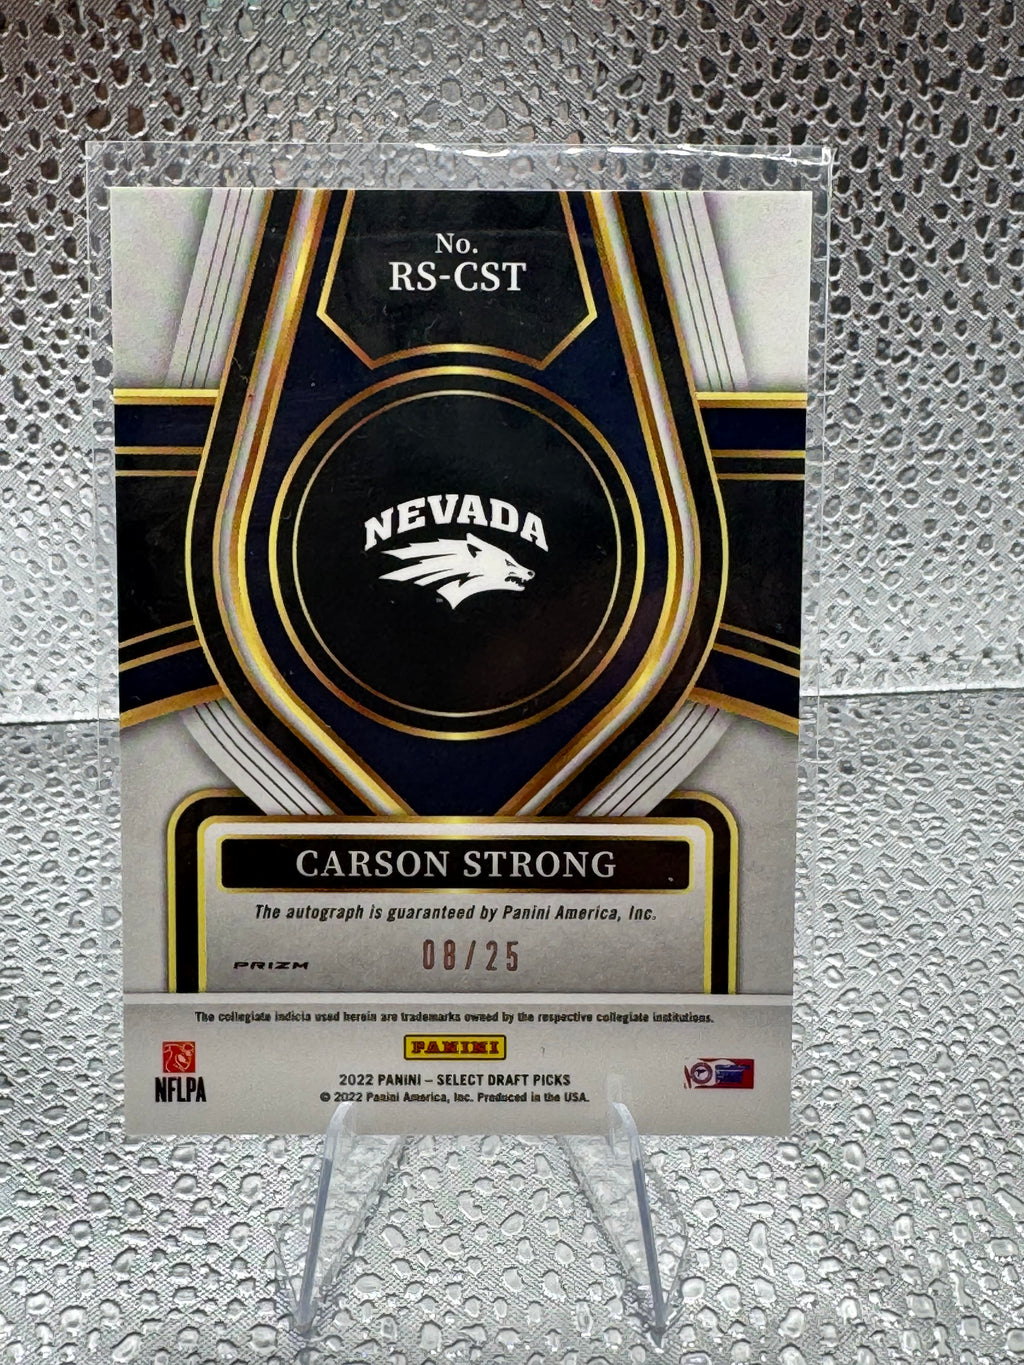 No.
RS-CST
NEVADA
CARSON STRONG
The autograph is guaranteed by Panini America, Inc.
08/25
PRIZM
The collegiate indicia used herein are trademarks owned by the respective collegiate institutions.
PANINI
NFLPA
2022 PANINI – SELECT DRAFT PICKS
© 2022 Panini America, Inc. Produced in the USA.